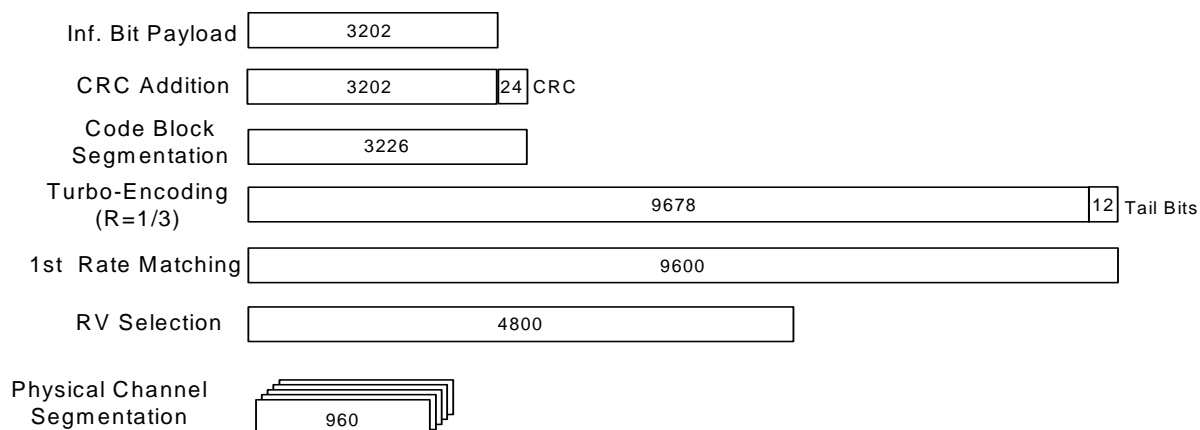 Inf. Bit Payload 3202
CRC Addition 3202 24 CRC
Code Block
Segmentation 3226
Turbo-Encoding
(R=1/3) 9678 12 Tail Bits
1st Rate Matching 9600
RV Selection 4800
Physical Channel
Segmentation 960